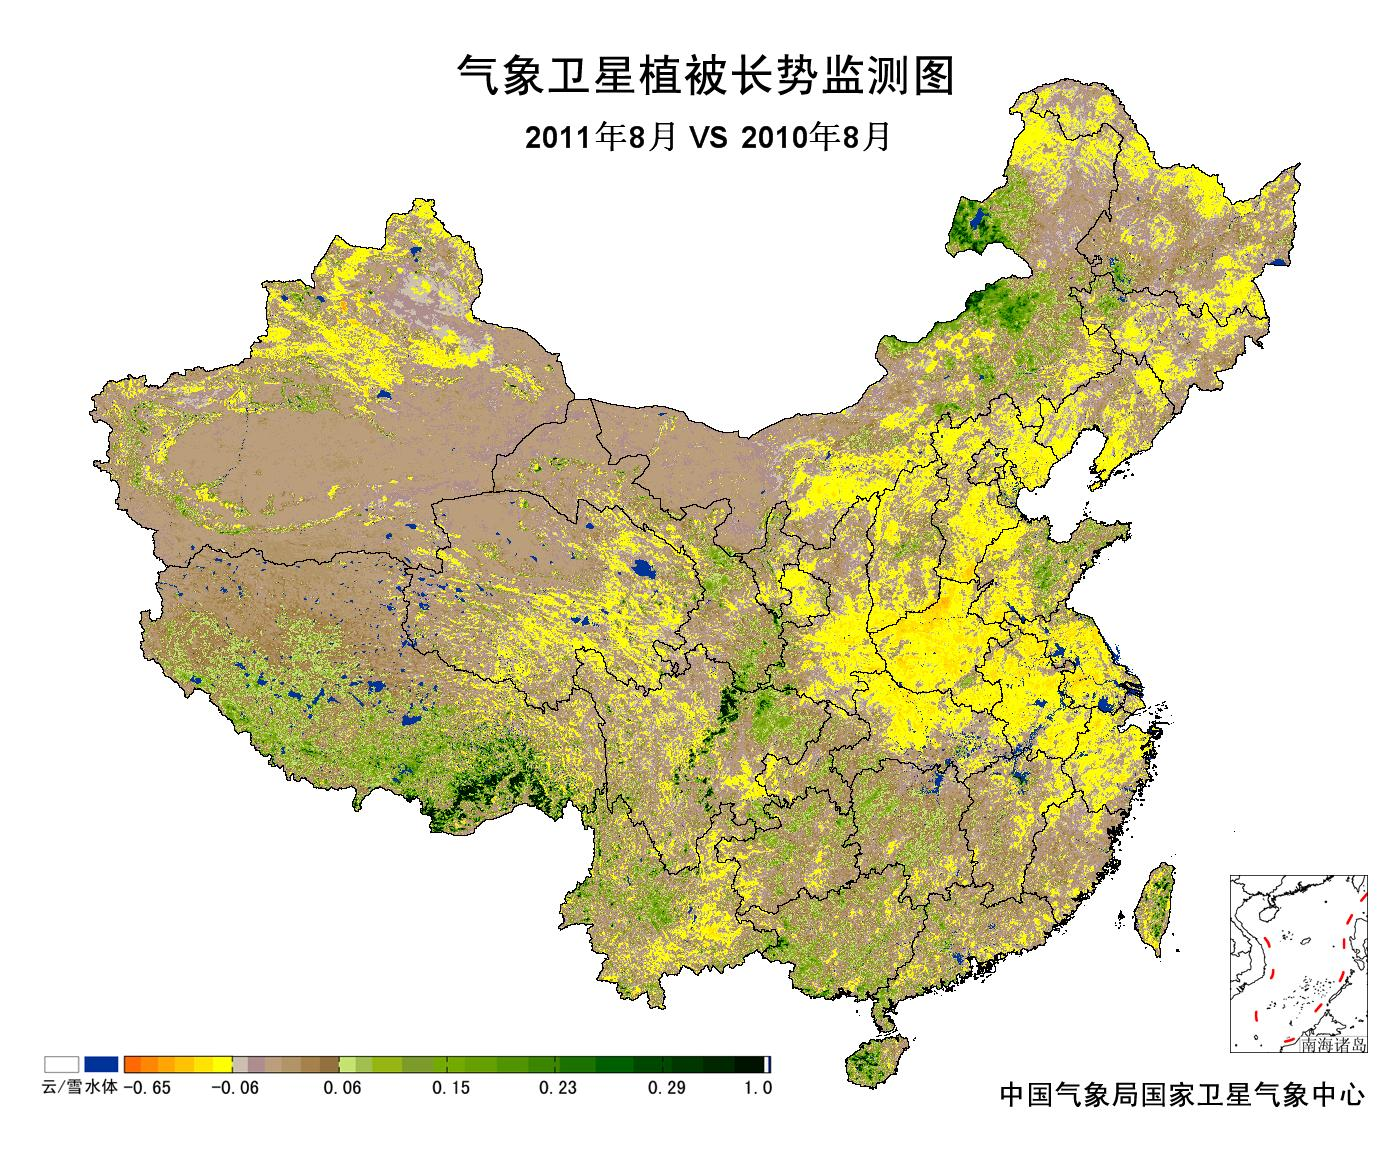 气象卫星植被长势监测图
2011年8月 VS 2010年8月
南海诸岛
云/雪 水体 -0.65 -0.06 0.06 0.15 0.23 0.29 1.0
中国气象局国家卫星气象中心